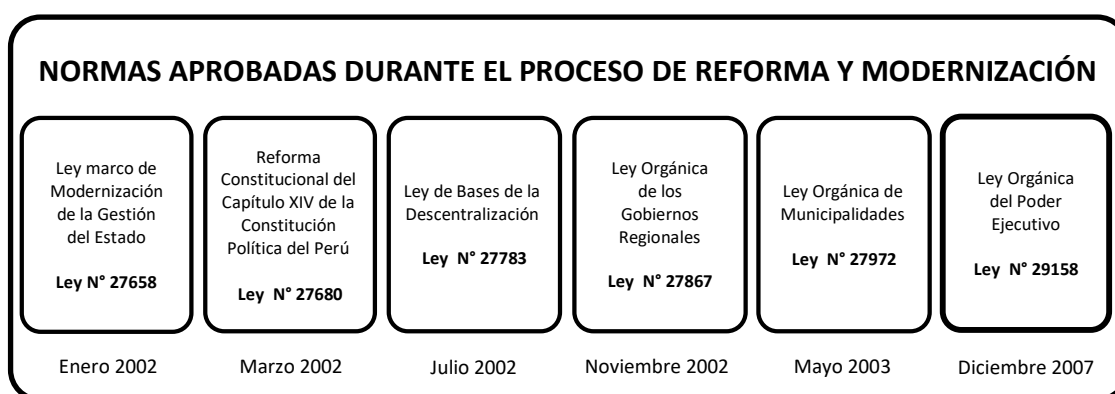 NORMAS APROBADAS DURANTE EL PROCESO DE REFORMA Y MODERNIZACIÓN
Ley marco de
Modernización
de la Gestión
del Estado
Ley N° 27658
Enero 2002
Reforma
Constitucional del
Capítulo XIV de la
Constitución
Política del Perú
Ley N° 27680
Marzo 2002
Ley de Bases de la
Descentralización
Ley N° 27783
Julio 2002
Ley Orgánica
de los
Gobiernos
Regionales
Ley N° 27867
Noviembre 2002
Ley Orgánica de
Municipalidades
Ley N° 27972
Mayo 2003
Ley Orgánica
del Poder
Ejecutivo
Ley N° 29158
Diciembre 2007